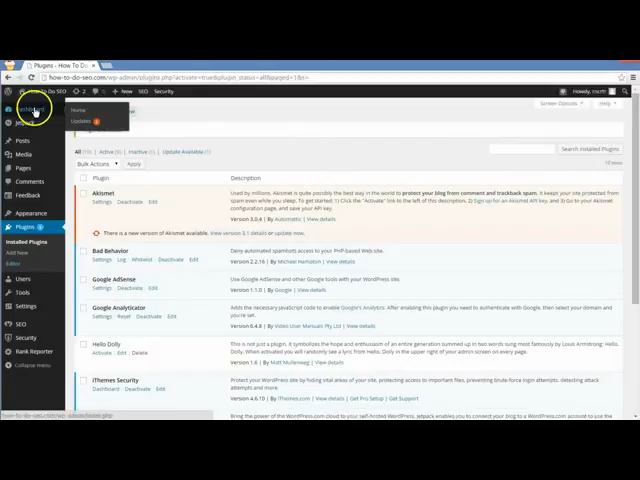 Plugins ‹ How To Do
how-to-do-seo.com/wp-admin/plugins.php?activate=true&plugin_status=all&paged=1&s=
How To Do SEO 2 + New SEO Security
Home
Updates
Screen Options Help
Jetpack
Posts
Media
Pages
Comments
Feedback
Appearance
Plugins 1
Installed Plugins
Add New
Editor
Users
Tools
Settings
SEO
Security
Rank Reporter
Collapse menu
All (10) | Active (9) | Inactive (1) | Update Available (1)
Search Installed Plugins
Bulk Actions Apply
10 items
Plugin Description
Akismet
Settings Deactivate Edit
Used by millions, Akismet is quite possibly the best way in the world to protect your blog from comment and trackback spam. It keeps your site protected
from spam even while you sleep. To get started: 1) Click the "Activate" link to the left of this description, 2) Sign up for an Akismet API key, and 3) Go to your Akismet
configuration page, and save your API key.
Version 3.0.4 | By Automattic | View details
There is a new version of Akismet available. View version 3.1 details or update now.
Bad Behavior
Settings | Log | Whitelist | Deactivate | Edit
Deny automated spambots access to your PHP-based Web site.
Version 2.2.16 | By Michael Hampton | View details
Google AdSense
Settings | Deactivate | Edit
Use Google AdSense and other Google tools with your WordPress site.
Version 1.1.0 | By Google | View details
Google Analyticator
Settings | Reset | Deactivate | Edit
Adds the necessary JavaScript code to enable Google's Analytics. After enabling this plugin you need to authenticate with Google, then select your domain and
you're set.
Version 6.4.8 | By Video User Manuals Pty Ltd | View details
Hello Dolly
Activate | Edit | Delete
This is not just a plugin, it symbolizes the hope and enthusiasm of an entire generation summed up in two words sung most famously by Louis Armstrong: Hello,
Dolly. When activated you will randomly see a lyric from Hello, Dolly in the upper right of your admin screen on every page.
Version 1.6 | By Matt Mullenweg | View details
iThemes Security
Dashboard | Deactivate | Edit
Protect your WordPress site by hiding vital areas of your site, protecting access to important files, preventing brute-force login attempts, detecting attack
attempts and more.
Version 4.6.10 | By iThemes.com | View details | Get Pro Setup | Get Support
Bring the power of the WordPress.com cloud to your self-hosted WordPress. Jetpack enables you to connect your blog to a WordPress.com account to use the